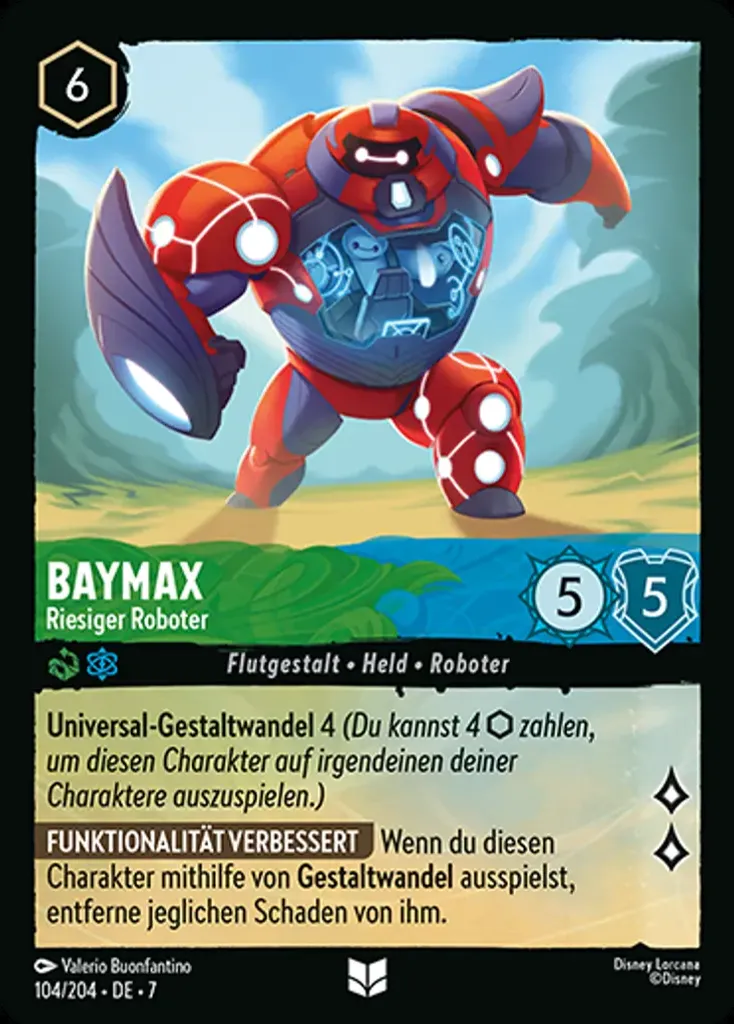 6
BAYMAX
Riesiger Roboter
5
5
Flutgestalt • Held • Roboter
Universal-Gestaltwandel 4 (Du kannst 4 ⬡ zahlen,
um diesen Charakter auf irgendeinen deiner
Charaktere auszuspielen.)
FUNKTIONALITÄT VERBESSERT Wenn du diesen
Charakter mithilfe von Gestaltwandel ausspielst,
entferne jeglichen Schaden von ihm.
Valerio Buonfantino
104/204 • DE • 7
Disney Lorcana
©Disney